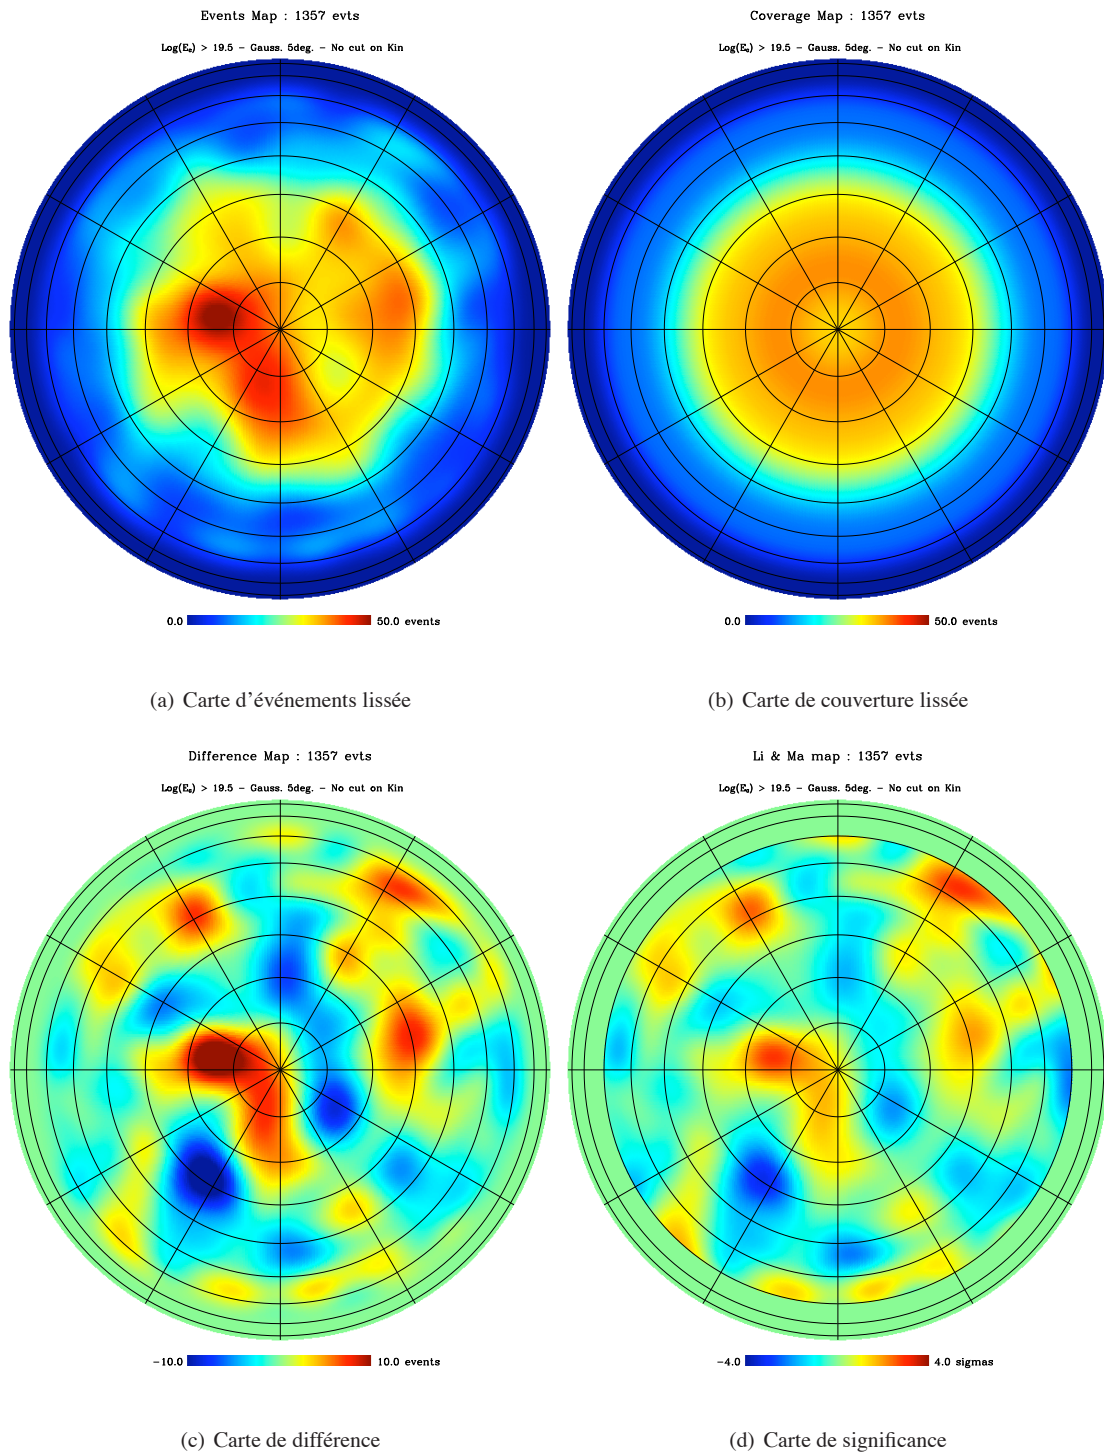 Events Map : 1357 evts
Log(Eₑ) > 19.5 – Gauss. 5deg. – No cut on Kin
0.0 50.0 events
(a) Carte d'événements lissée
Coverage Map : 1357 evts
Log(Eₑ) > 19.5 – Gauss. 5deg. – No cut on Kin
0.0 50.0 events
(b) Carte de couverture lissée
Difference Map : 1357 evts
Log(Eₑ) > 19.5 – Gauss. 5deg. – No cut on Kin
−10.0 10.0 events
(c) Carte de différence
Li & Ma map : 1357 evts
Log(Eₑ) > 19.5 – Gauss. 5deg. – No cut on Kin
−4.0 4.0 sigmas
(d) Carte de significance